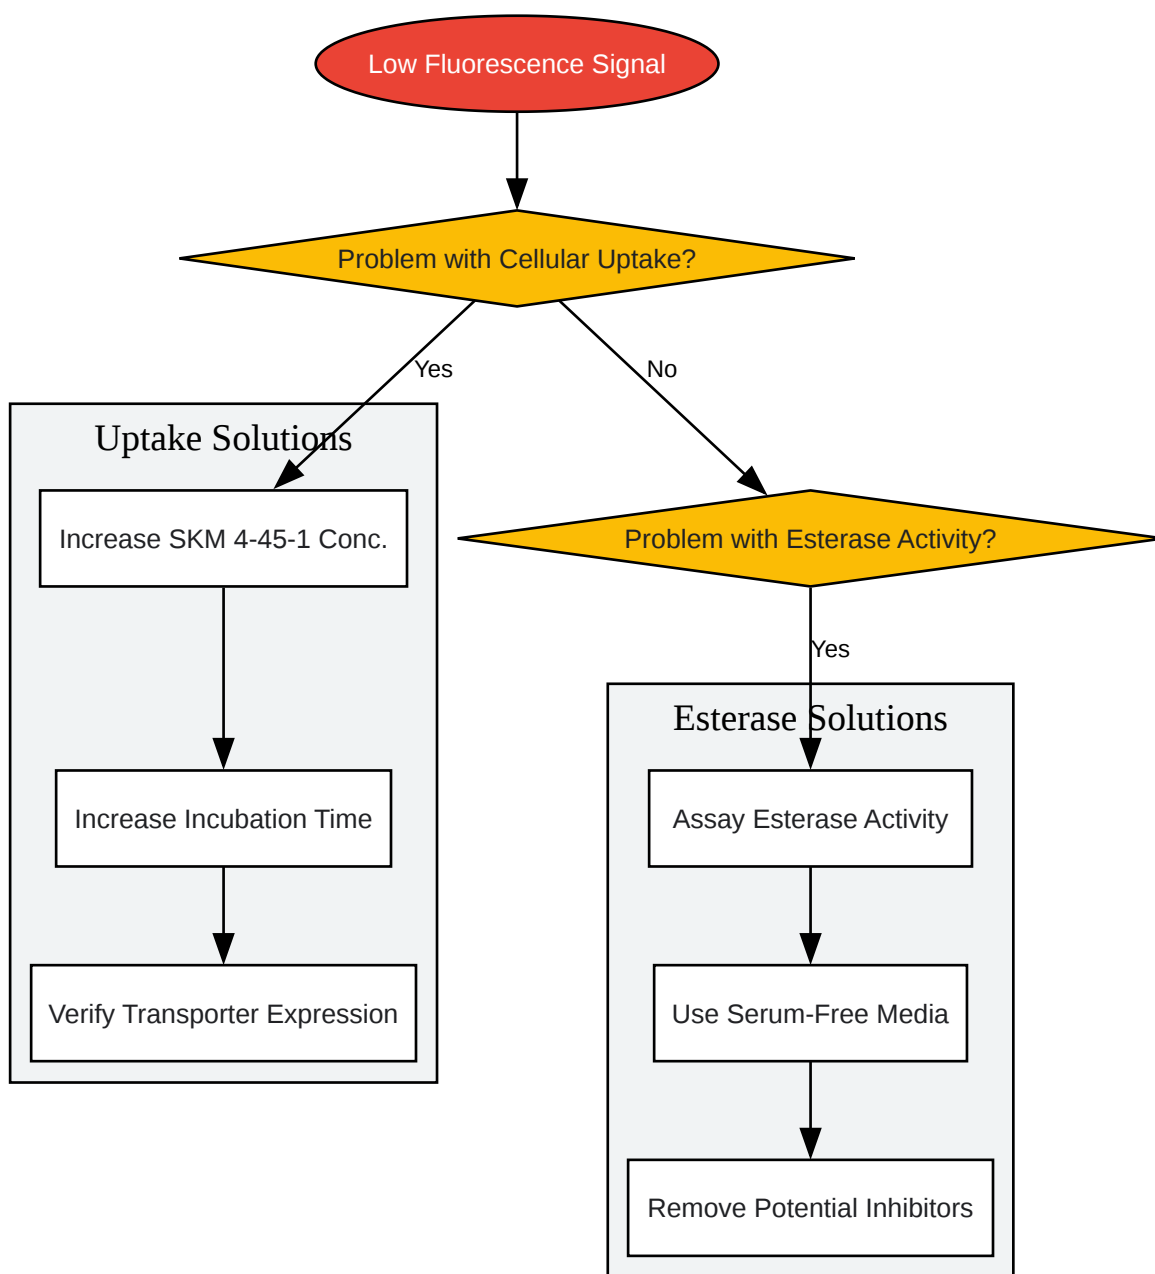 Low Fluorescence Signal
Problem with Cellular Uptake?
Yes
No
Uptake Solutions
Increase SKM 4-45-1 Conc.
Increase Incubation Time
Verify Transporter Expression
Problem with Esterase Activity?
Yes
Esterase Solutions
Assay Esterase Activity
Use Serum-Free Media
Remove Potential Inhibitors